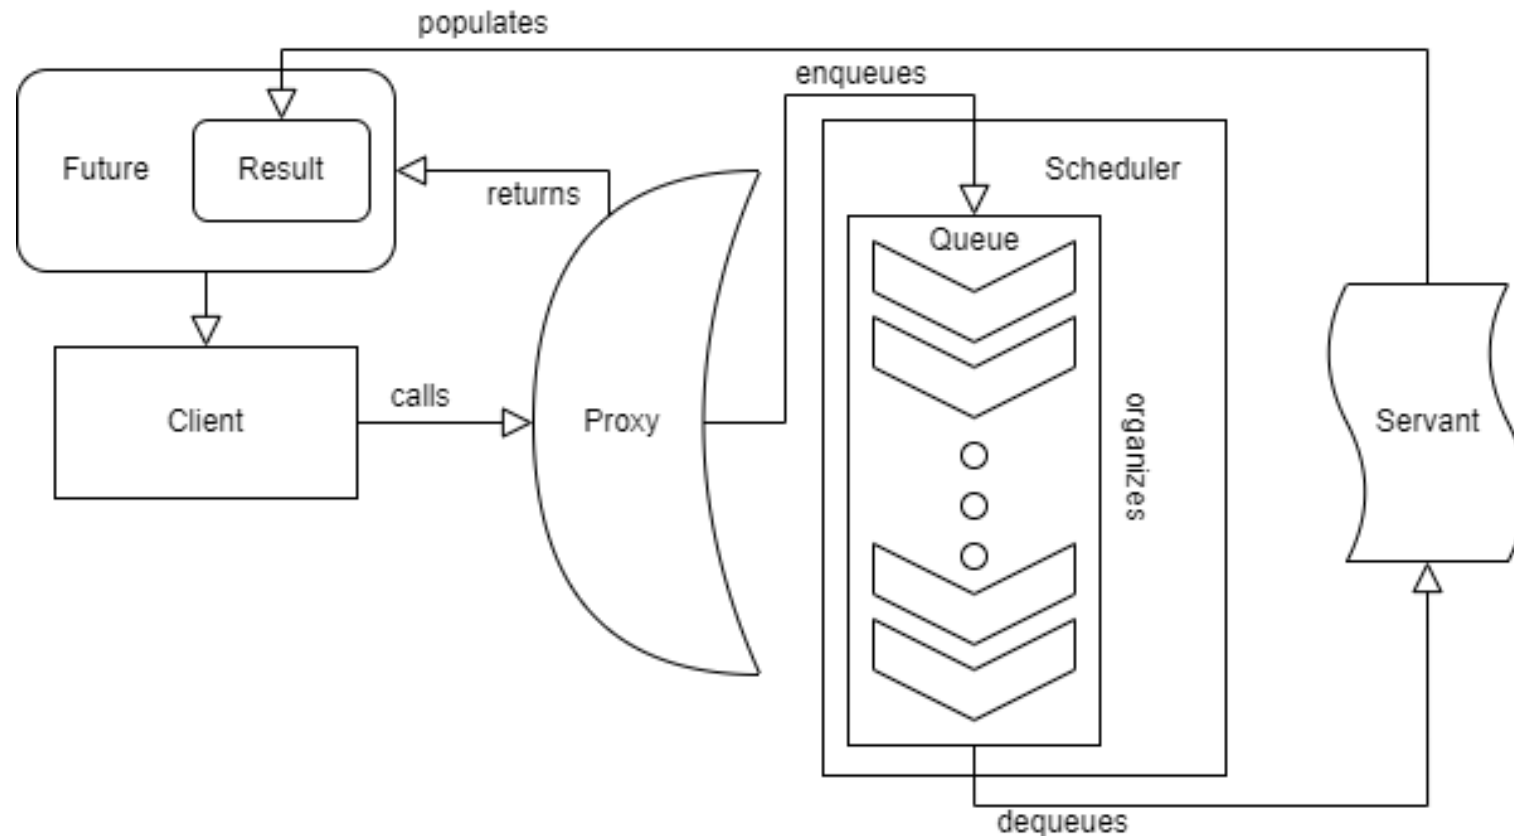 populates
enqueues
Future
Result
Scheduler
returns
Queue
calls
Client
Proxy
organizes
Servant
dequeues